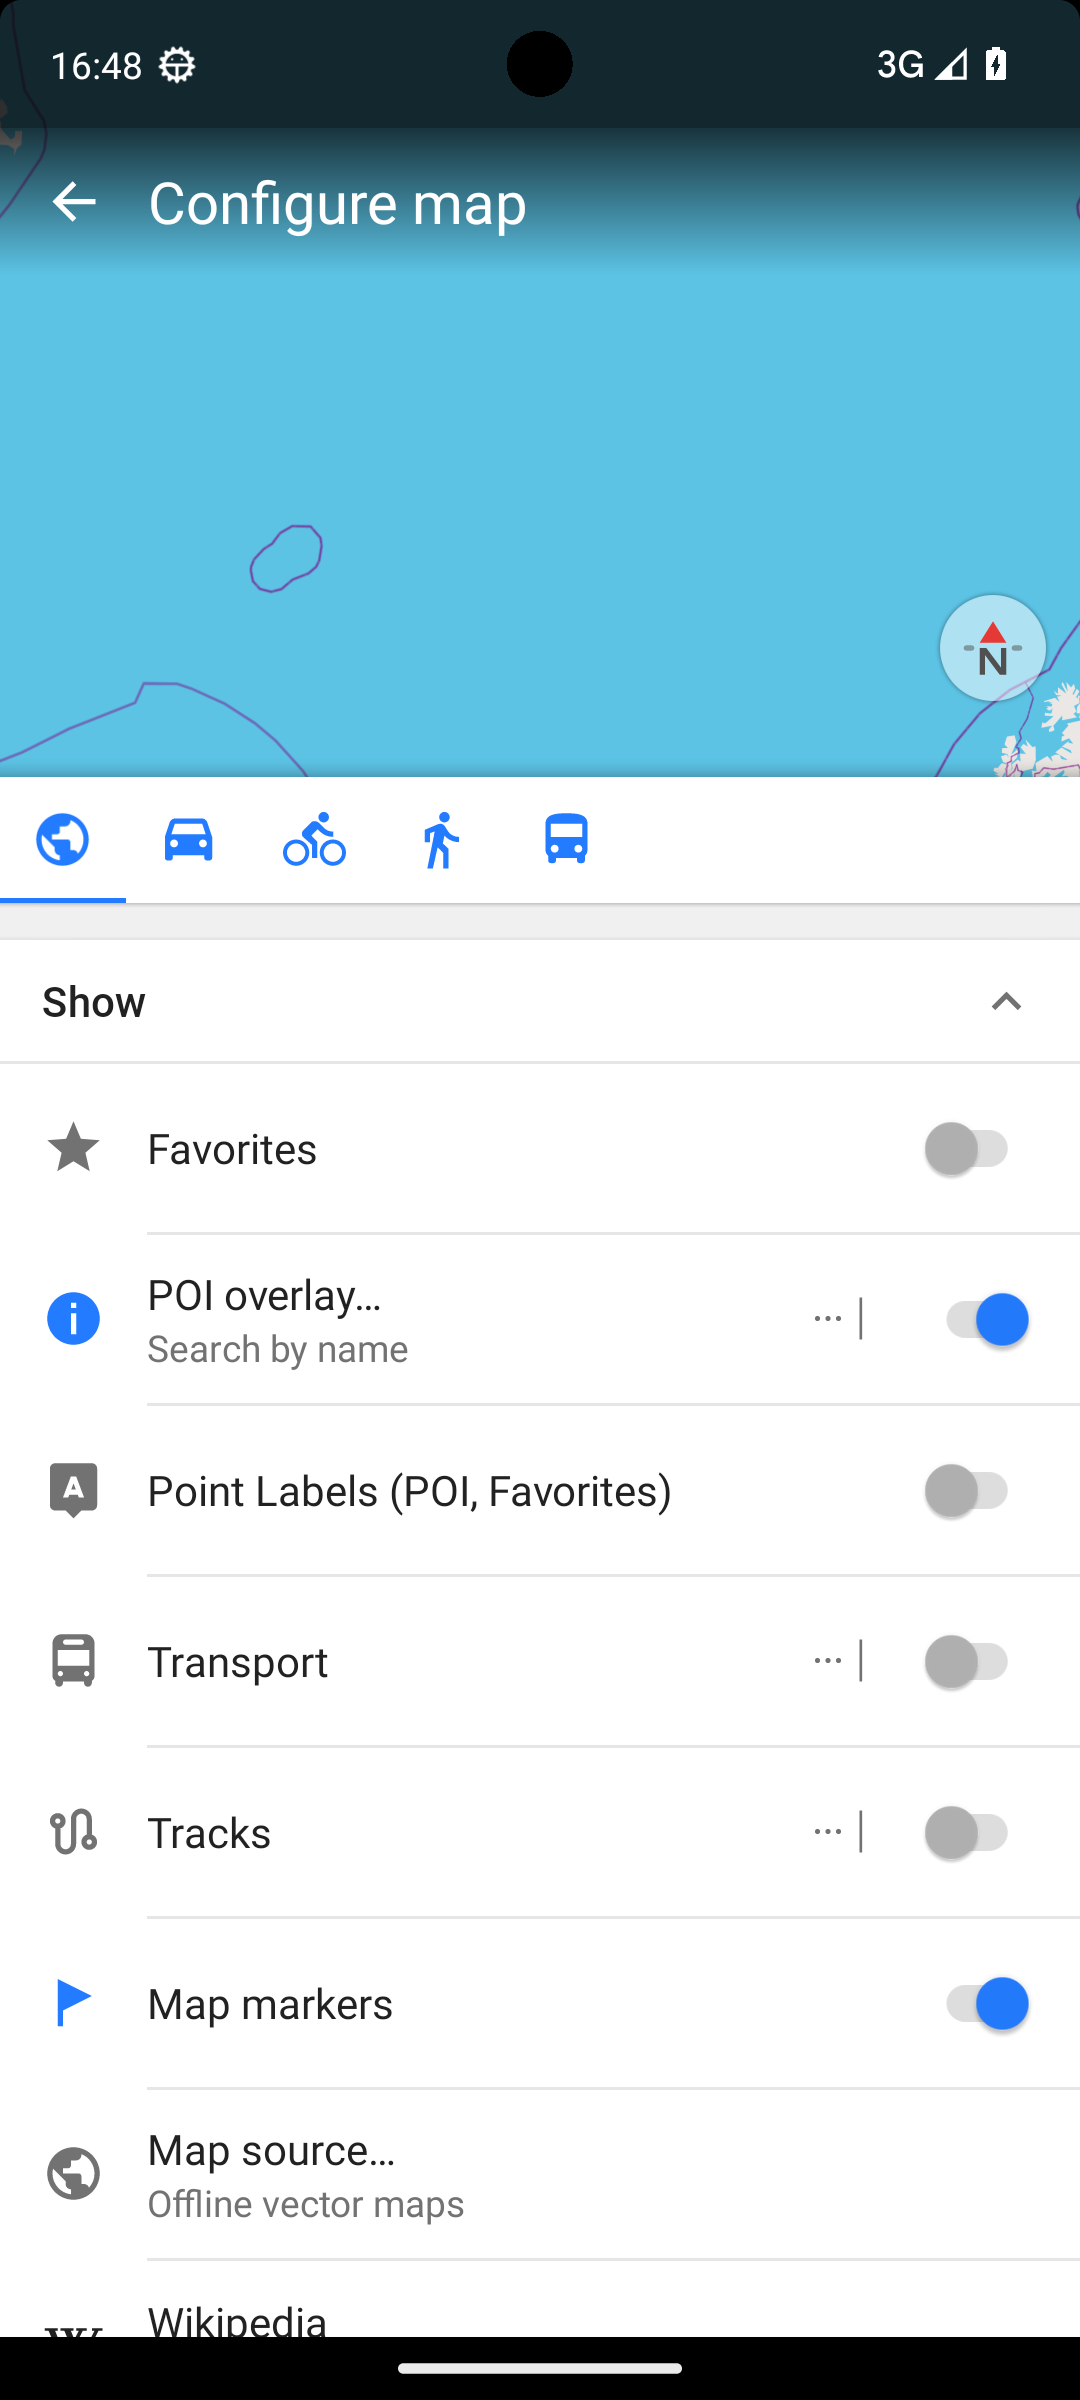 16:48
3G
Configure map
N
Show
Favorites
POI overlay…
Search by name
A
Point Labels (POI, Favorites)
Transport
Tracks
Map markers
Map source…
Offline vector maps
W
Wikipedia